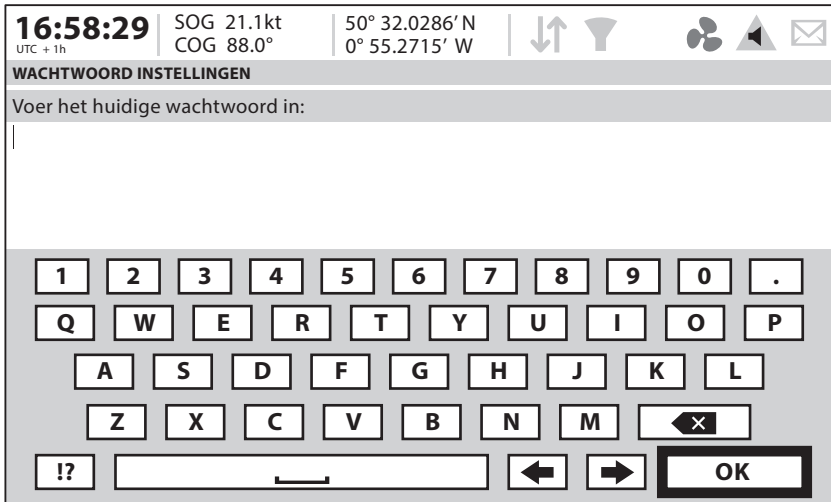 16:58:29
UTC + 1h
SOG 21.1kt
COG 88.0°
50° 32.0286′ N
0° 55.2715′ W
WACHTWOORD INSTELLINGEN
Voer het huidige wachtwoord in:
1 2 3 4 5 6 7 8 9 0 .
Q W E R T Y U I O P
A S D F G H J K L
Z X C V B N M
!? OK